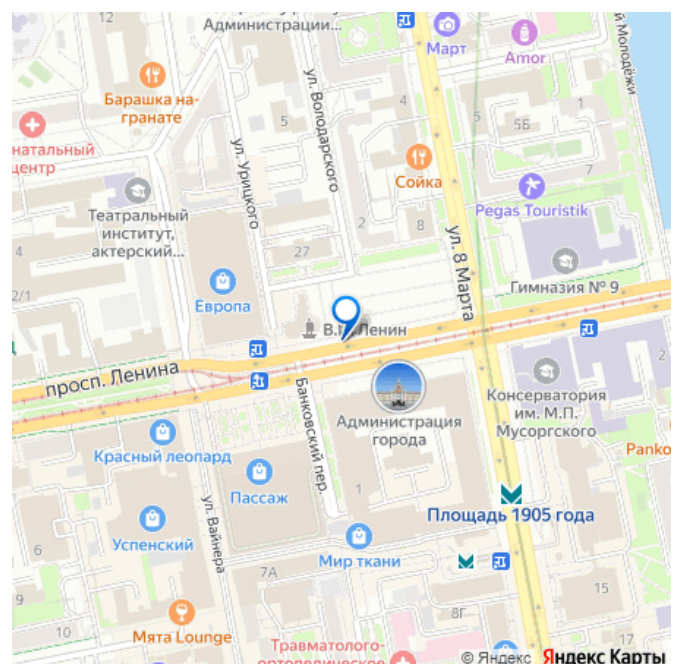 Администрации...
Март
Amor
й Молодёжи
Барашка на-
гранате
ул. Володарского
4
5
5Б
ул. Урицкого
натальный
центр
Сойка
7
Театральный
институт,
актерский...
Pegas Touristik
2
8
ул. 8 Марта
4
27
Гимназия № 9
2/1
Европа
В.И. Ленин
просп. Ленина
2
Консерватория
им. М.П.
Мусоргского
Администрация
города
Банковский пер.
Красный леопард
Panko
Пассаж
1
ул. Вайнера
Площадь 1905 года
Успенский
6
Мир ткани
7А
15
9
8Г
10
17
Мята Lounge
Травматолого-
ортопедическое
© Яндекс Яндекс Карты